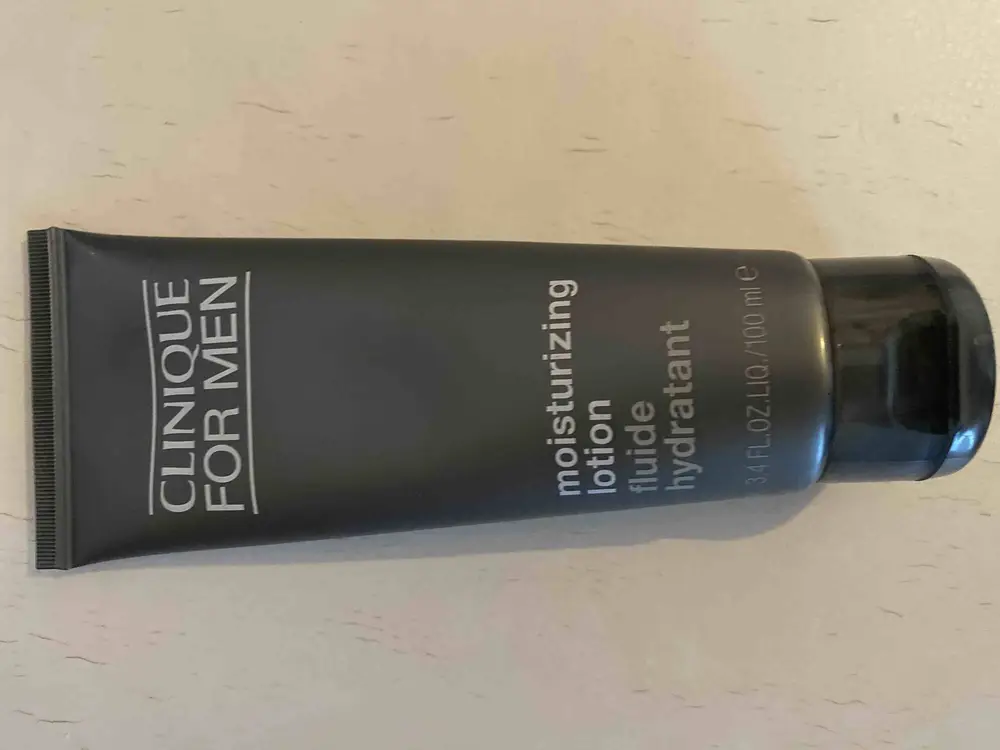 CLINIQUE
FOR MEN
moisturizing
lotion
fluide
hydratant
3.4 FL.OZ.LIQ./100 ml ℮